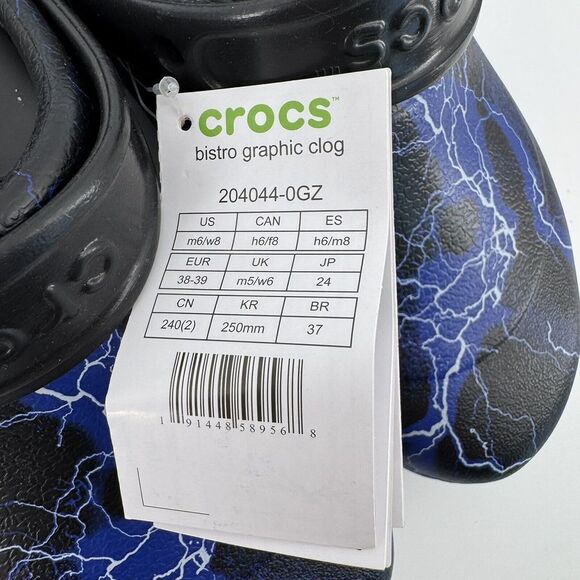 crocs™
bistro graphic clog
204044-0GZ
US CAN ES
m6/w8 h6/f8 h6/m8
EUR UK JP
38-39 m5/w6 24
CN KR BR
240(2) 250mm 37
1 91448 58956 8